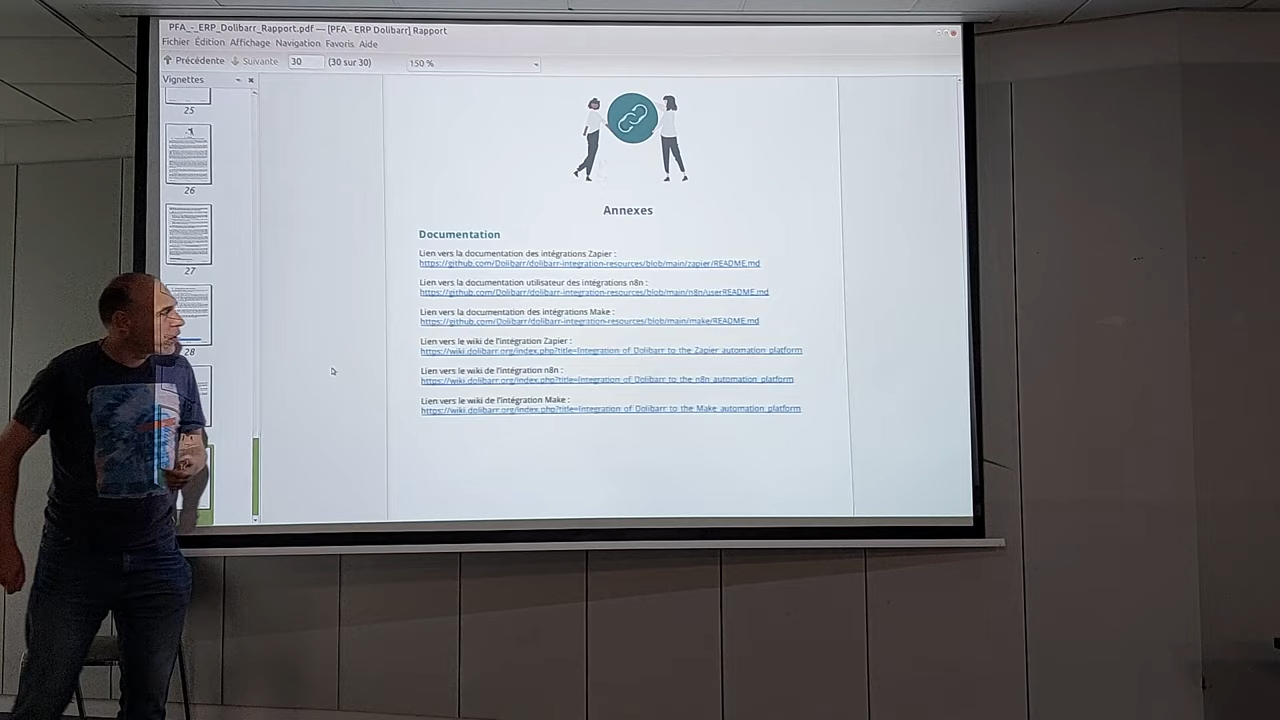 PFA_-_ERP_Dolibarr_Rapport.pdf — [PFA - ERP Dolibarr] Rapport
Fichier Édition Affichage Navigation Favoris Aide
Précédente Suivante 30 (30 sur 30) 150 %
Vignettes
25
26
27
28
Annexes
Documentation
Lien vers la documentation des intégrations Zapier :
https://github.com/Dolibarr/dolibarr-integration-resources/blob/main/zapier/README.md
Lien vers la documentation utilisateur des intégrations n8n :
https://github.com/Dolibarr/dolibarr-integration-resources/blob/main/n8n/userREADME.md
Lien vers la documentation des intégrations Make :
https://github.com/Dolibarr/dolibarr-integration-resources/blob/main/make/README.md
Lien vers le wiki de l'intégration Zapier :
https://wiki.dolibarr.org/index.php?title=Integration_of_Dolibarr_to_the_Zapier_automation_platform
Lien vers le wiki de l'intégration n8n :
https://wiki.dolibarr.org/index.php?title=Integration_of_Dolibarr_to_the_n8n_automation_platform
Lien vers le wiki de l'intégration Make :
https://wiki.dolibarr.org/index.php?title=Integration_of_Dolibarr_to_the_Make_automation_platform